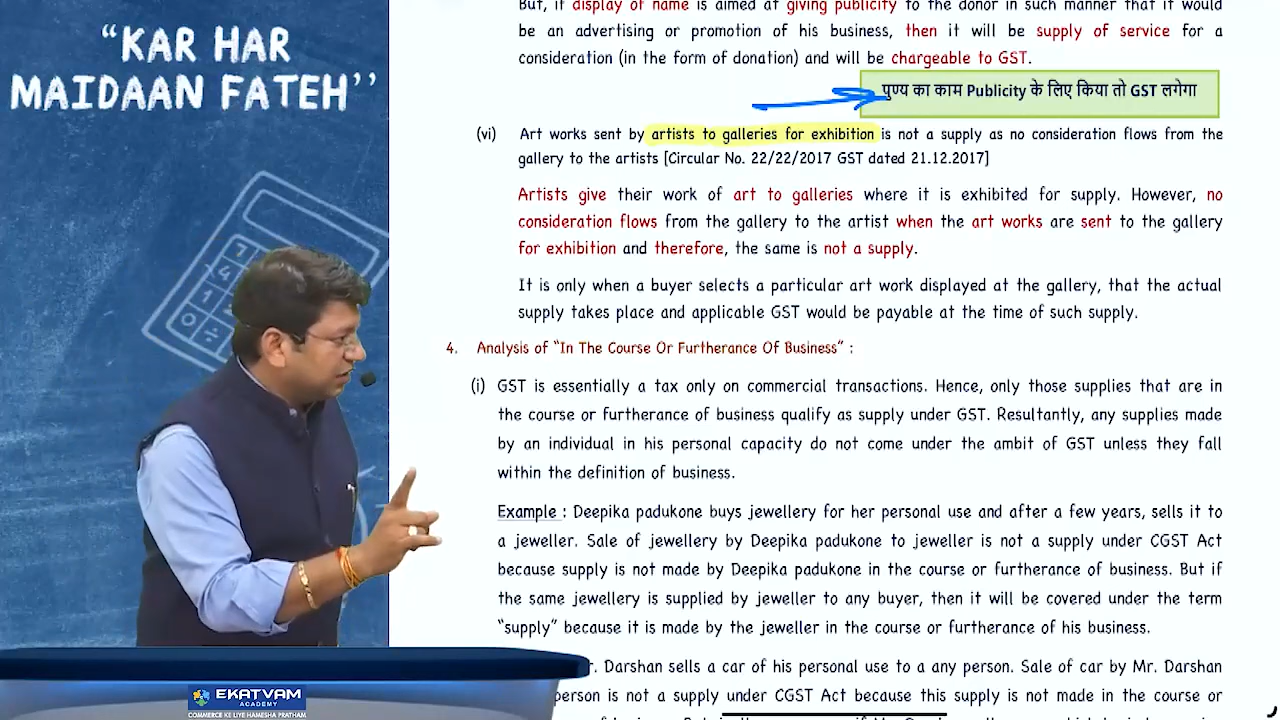 “KAR HAR
MAIDAAN FATEH’’
But, if display of name is aimed at giving publicity to the donor in such manner that it would
be an advertising or promotion of his business, then it will be supply of service for a
consideration (in the form of donation) and will be chargeable to GST.
पुण्य का काम Publicity के लिए किया तो GST लगेगा
(vi) Art works sent by artists to galleries for exhibition is not a supply as no consideration flows from the
gallery to the artists [Circular No. 22/22/2017 GST dated 21.12.2017]
Artists give their work of art to galleries where it is exhibited for supply. However, no
consideration flows from the gallery to the artist when the art works are sent to the gallery
for exhibition and therefore, the same is not a supply.
It is only when a buyer selects a particular art work displayed at the gallery, that the actual
supply takes place and applicable GST would be payable at the time of such supply.
4. Analysis of “In The Course Or Furtherance Of Business” :
(i) GST is essentially a tax only on commercial transactions. Hence, only those supplies that are in
the course or furtherance of business qualify as supply under GST. Resultantly, any supplies made
by an individual in his personal capacity do not come under the ambit of GST unless they fall
within the definition of business.
Example : Deepika padukone buys jewellery for her personal use and after a few years, sells it to
a jeweller. Sale of jewellery by Deepika padukone to jeweller is not a supply under CGST Act
because supply is not made by Deepika padukone in the course or furtherance of business. But if
the same jewellery is supplied by jeweller to any buyer, then it will be covered under the term
“supply” because it is made by the jeweller in the course or furtherance of his business.
r. Darshan sells a car of his personal use to a any person. Sale of car by Mr. Darshan
person is not a supply under CGST Act because this supply is not made in the course or
7
4
1
0 ÷
EKATVAM
ACADEMY
COMMERCE KE LIYE HAMESHA PRATHAM